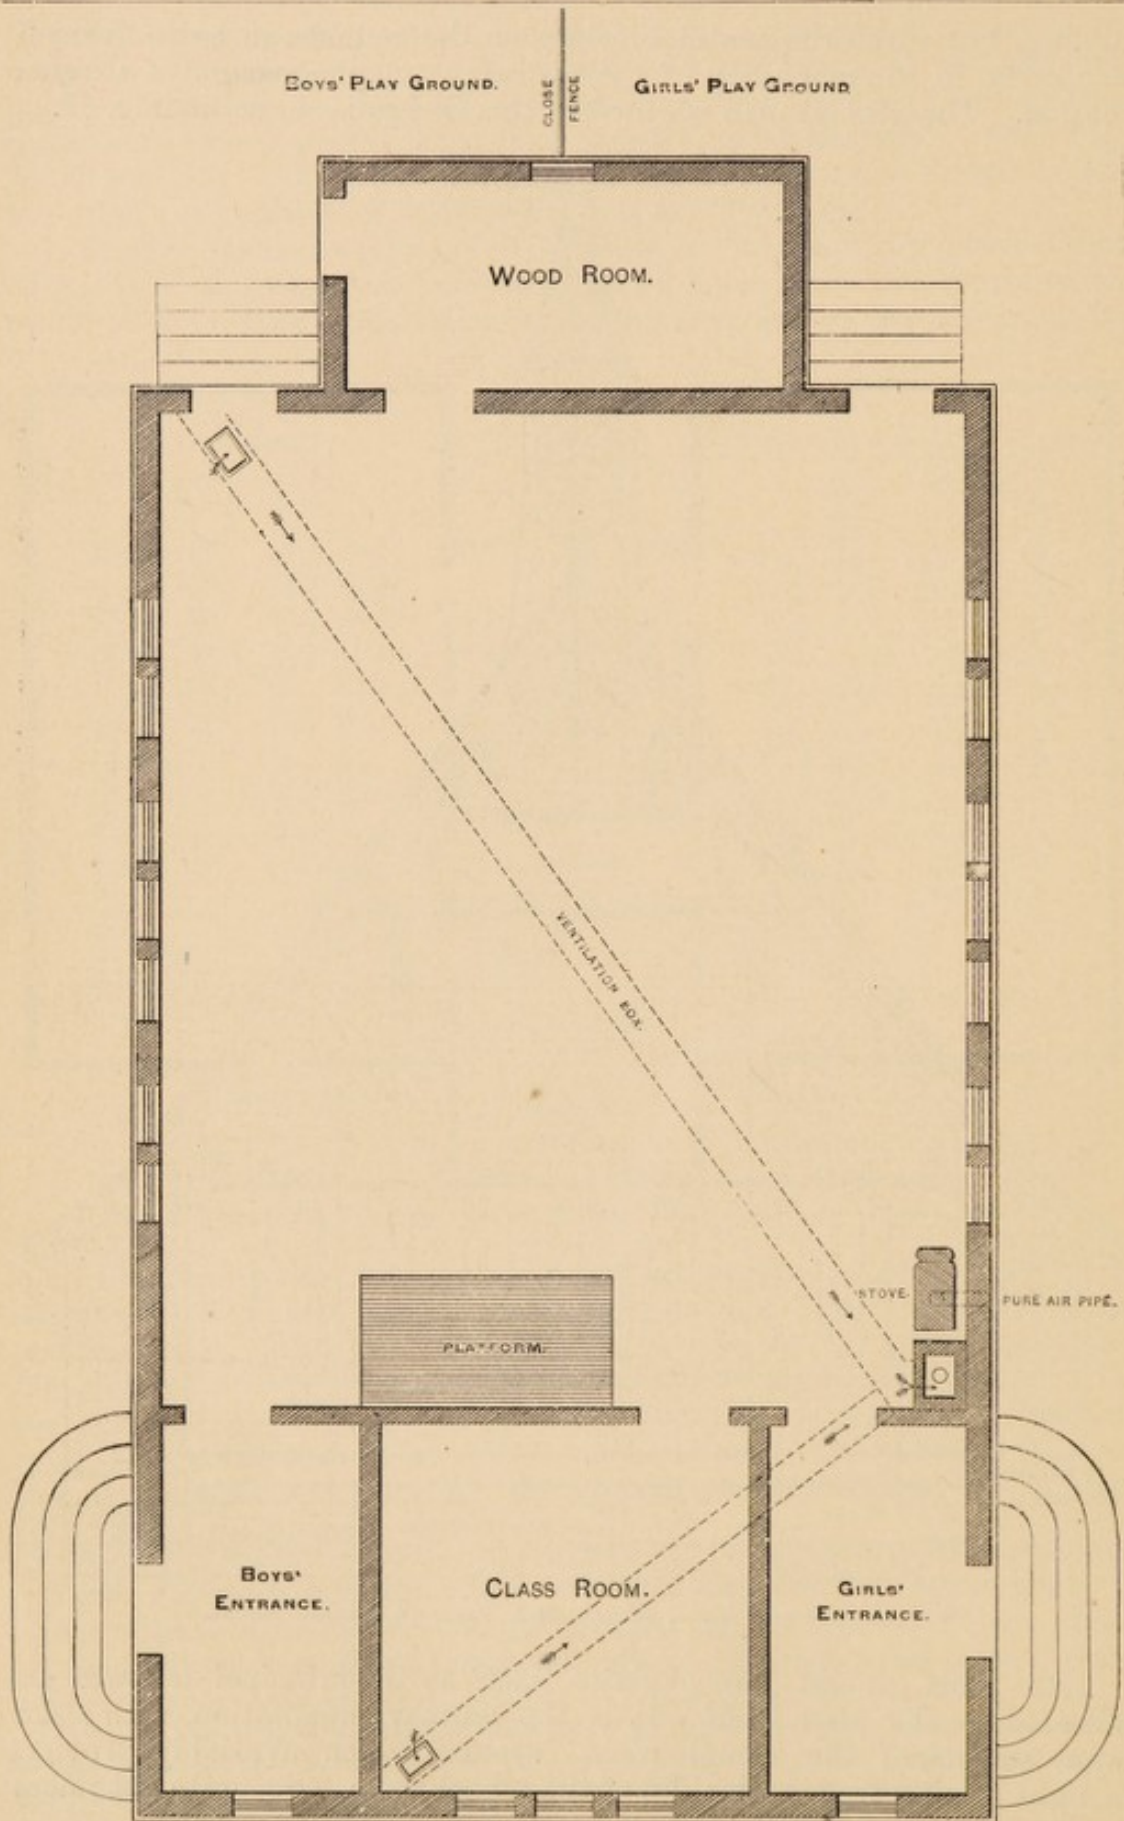 BOYS' PLAY GROUND.
CLOSE
FENCE
GIRLS' PLAY GROUND
WOOD ROOM.
VENTILATION BOX.
STOVE.
PURE AIR PIPE.
PLATFORM.
BOYS'
ENTRANCE.
CLASS ROOM.
GIRLS'
ENTRANCE.